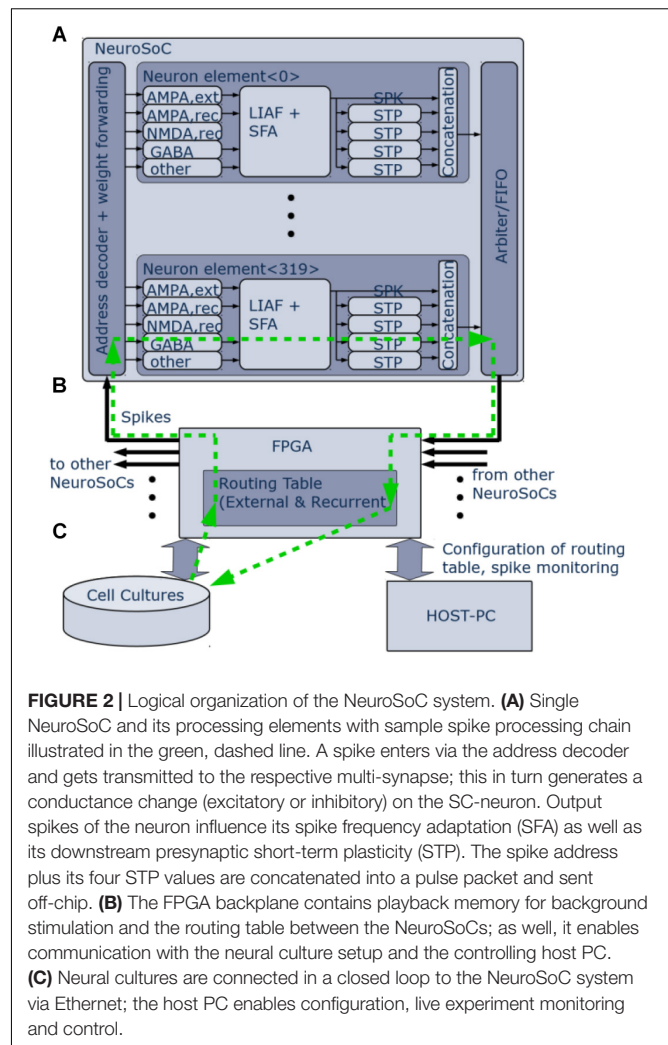 A
NeuroSoC
Address decoder + weight forwarding
Neuron element<0>
AMPA,ext
AMPA,rec
NMDA,rec
GABA
other
LIAF +
SFA
SPK
STP
STP
STP
STP
Concatenation
Arbiter/FIFO
Neuron element<319>
AMPA,ext
AMPA,rec
NMDA,rec
GABA
other
LIAF +
SFA
SPK
STP
STP
STP
STP
Concatenation
B
Spikes
to other
NeuroSoCs
FPGA
Routing Table
(External & Recurrent
from other
NeuroSoCs
C
Configuration of routing
table, spike monitoring
Cell Cultures
HOST-PC
FIGURE 2 | Logical organization of the NeuroSoC system. (A) Single
NeuroSoC and its processing elements with sample spike processing chain
illustrated in the green, dashed line. A spike enters via the address decoder
and gets transmitted to the respective multi-synapse; this in turn generates a
conductance change (excitatory or inhibitory) on the SC-neuron. Output
spikes of the neuron influence its spike frequency adaptation (SFA) as well as
its downstream presynaptic short-term plasticity (STP). The spike address
plus its four STP values are concatenated into a pulse packet and sent
off-chip. (B) The FPGA backplane contains playback memory for background
stimulation and the routing table between the NeuroSoCs; as well, it enables
communication with the neural culture setup and the controlling host PC.
(C) Neural cultures are connected in a closed loop to the NeuroSoC system
via Ethernet; the host PC enables configuration, live experiment monitoring
and control.